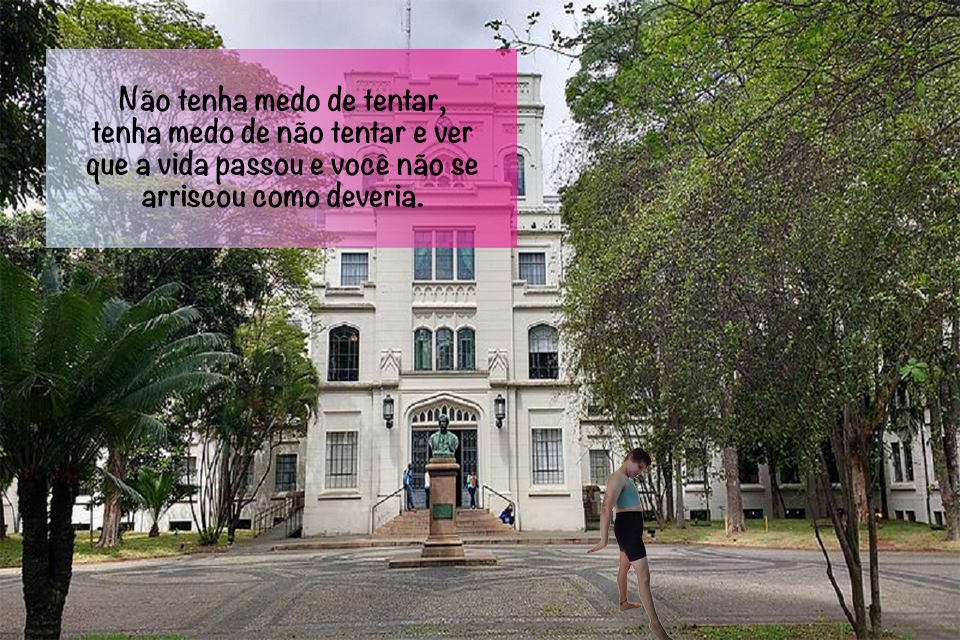 Não tenha medo de tentar,
tenha medo de não tentar e ver
que a vida passou e você não se
arriscou como deveria.